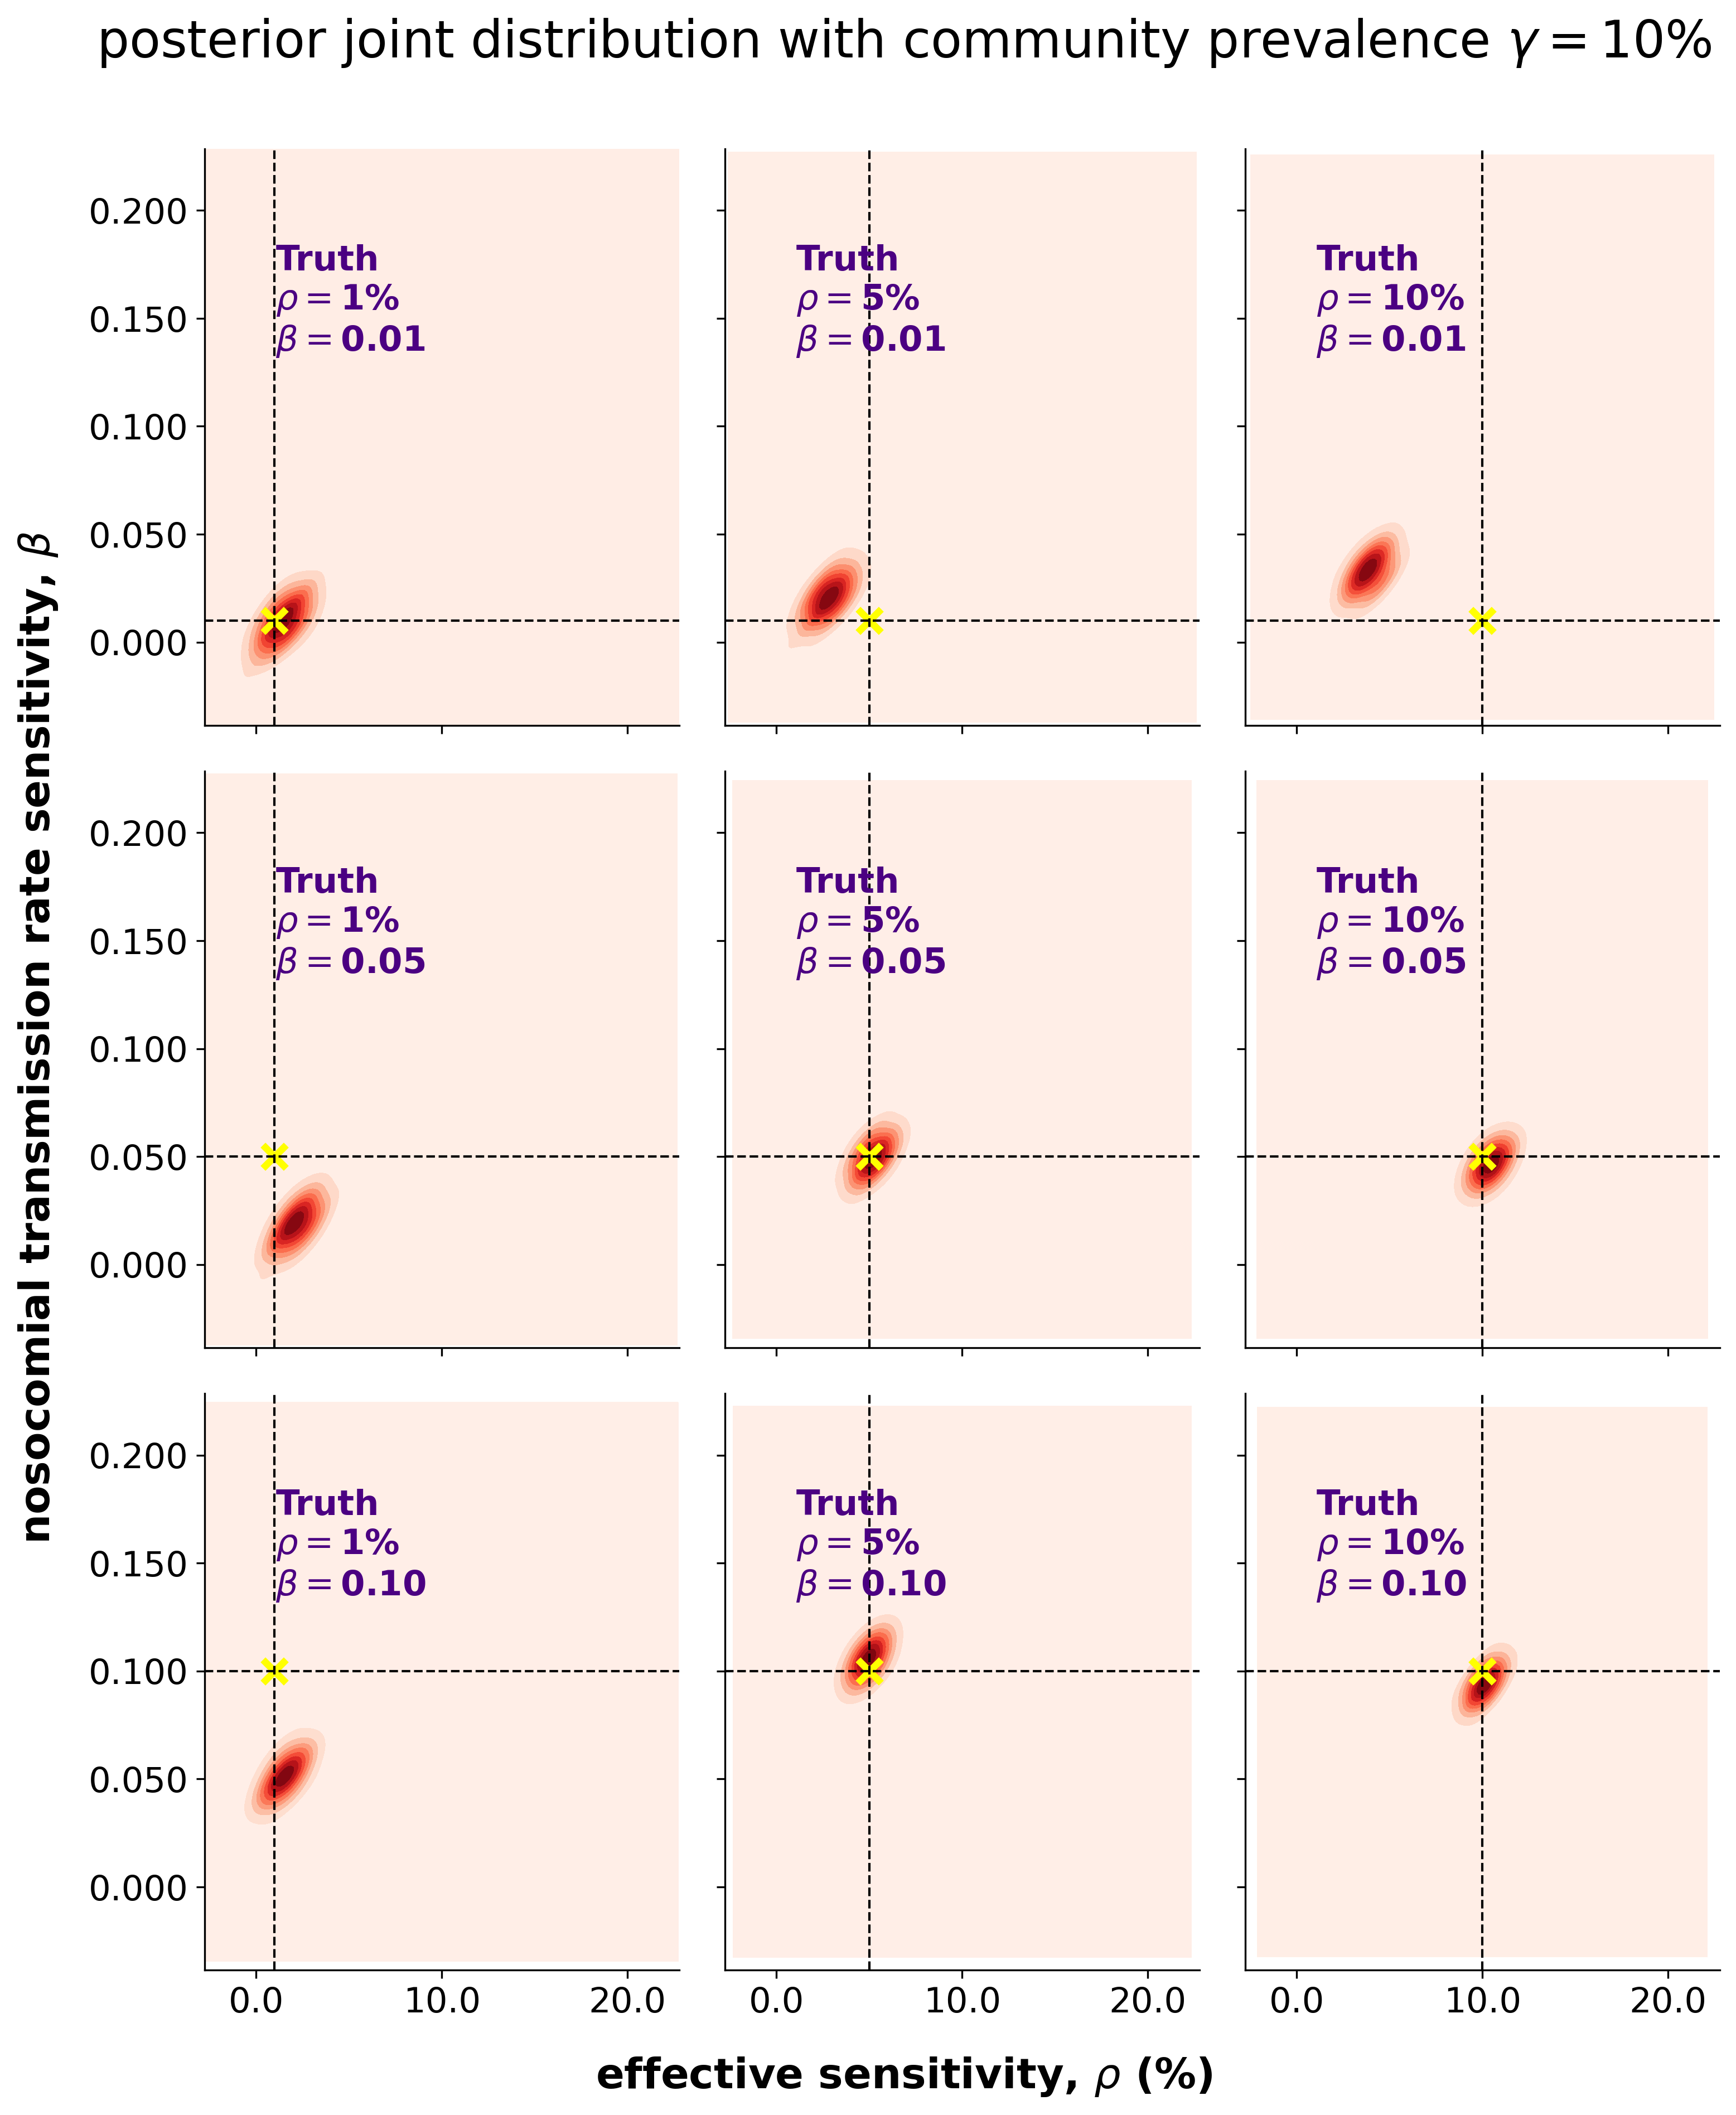 posterior joint distribution with community prevalence γ = 10%
nosocomial transmission rate sensitivity, β
0.200
0.150
0.100
0.050
0.000
Truth
ρ = 1%
β = 0.01
Truth
ρ = 5%
β = 0.01
Truth
ρ = 10%
β = 0.01
0.200
0.150
0.100
0.050
0.000
Truth
ρ = 1%
β = 0.05
Truth
ρ = 5%
β = 0.05
Truth
ρ = 10%
β = 0.05
0.200
0.150
0.100
0.050
0.000
Truth
ρ = 1%
β = 0.10
Truth
ρ = 5%
β = 0.10
Truth
ρ = 10%
β = 0.10
0.0 10.0 20.0
0.0 10.0 20.0
0.0 10.0 20.0
effective sensitivity, ρ (%)